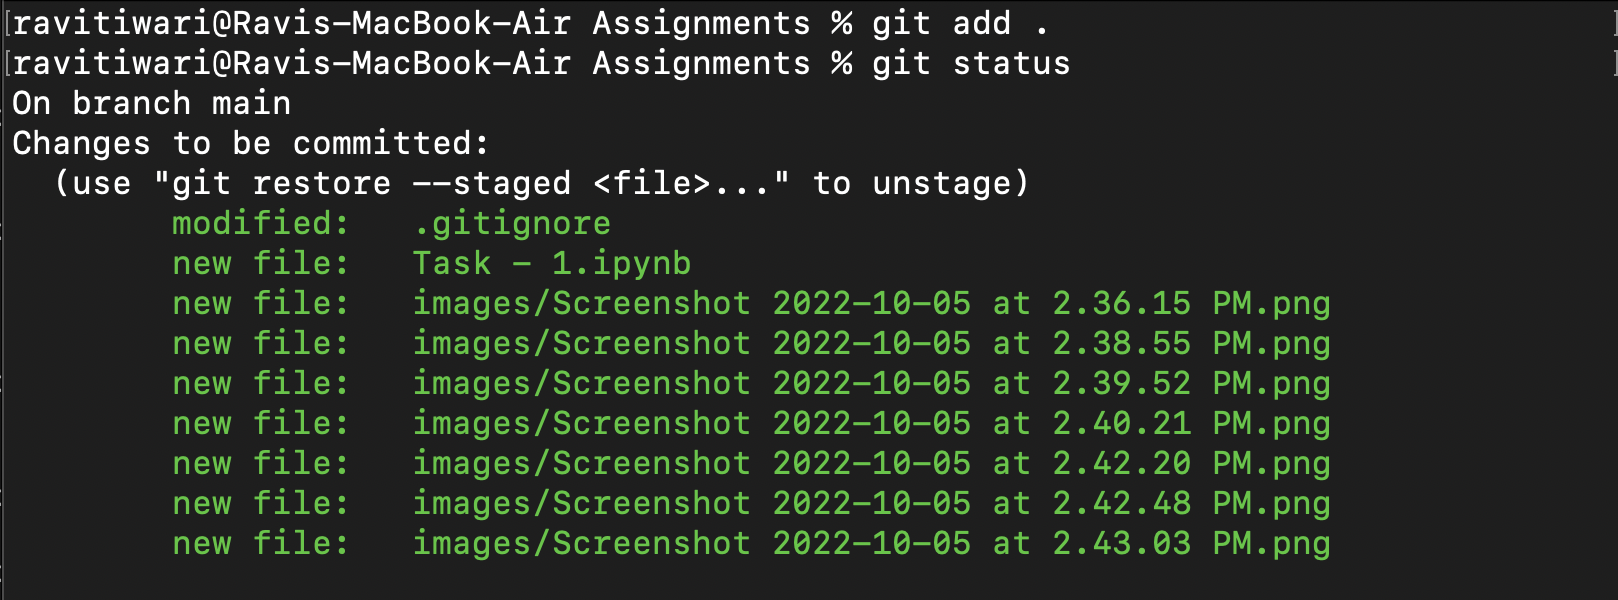 [ravitiwari@Ravis-MacBook-Air Assignments % git add . ]
[ravitiwari@Ravis-MacBook-Air Assignments % git status ]
On branch main
Changes to be committed:
  (use "git restore --staged <file>..." to unstage)
        modified:   .gitignore
        new file:   Task - 1.ipynb
        new file:   images/Screenshot 2022-10-05 at 2.36.15 PM.png
        new file:   images/Screenshot 2022-10-05 at 2.38.55 PM.png
        new file:   images/Screenshot 2022-10-05 at 2.39.52 PM.png
        new file:   images/Screenshot 2022-10-05 at 2.40.21 PM.png
        new file:   images/Screenshot 2022-10-05 at 2.42.20 PM.png
        new file:   images/Screenshot 2022-10-05 at 2.42.48 PM.png
        new file:   images/Screenshot 2022-10-05 at 2.43.03 PM.png